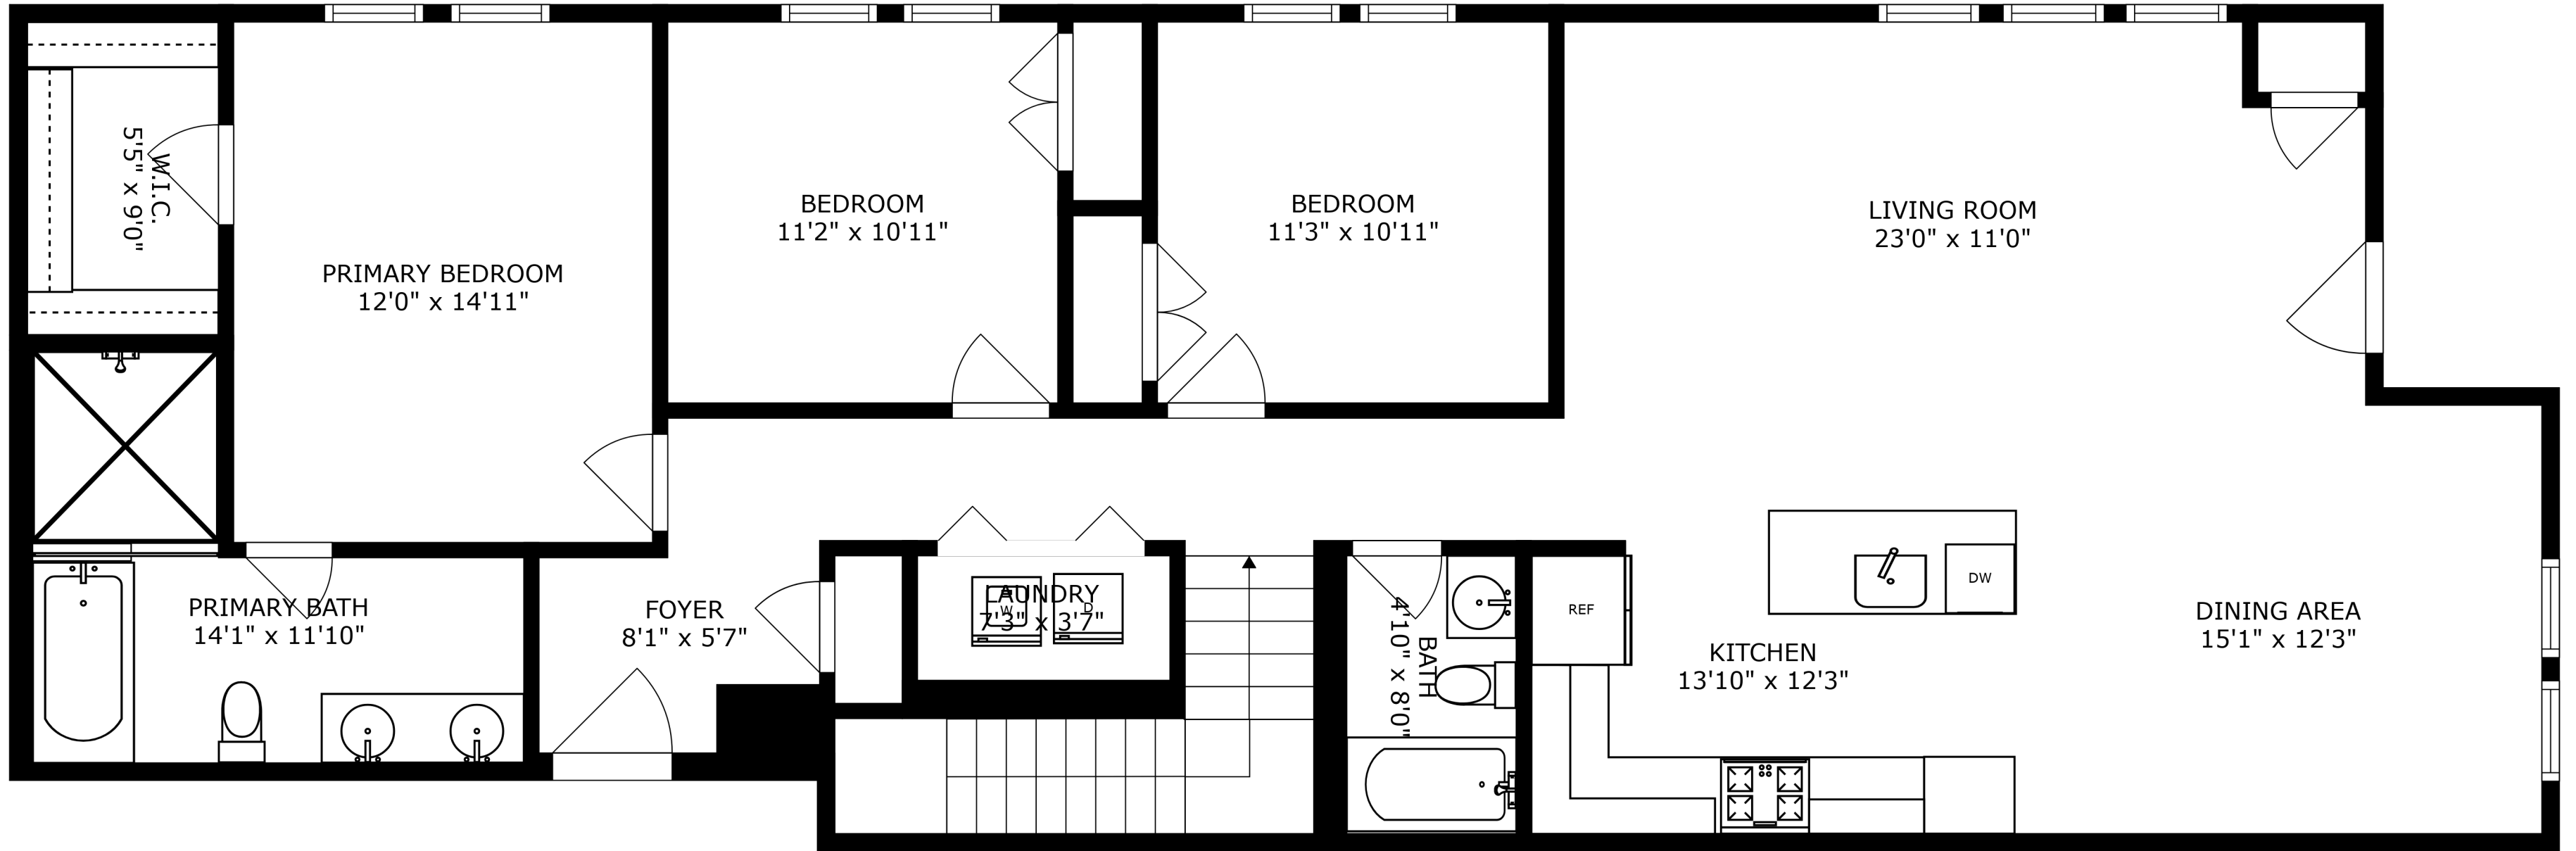 W.I.C.
5'5" x 9'0"
PRIMARY BEDROOM
12'0" x 14'11"
BEDROOM
11'2" x 10'11"
BEDROOM
11'3" x 10'11"
LIVING ROOM
23'0" x 11'0"
PRIMARY BATH
14'1" x 11'10"
FOYER
8'1" x 5'7"
LAUNDRY
7'3" x 3'7"
W
D
BATH
4'10" x 8'0"
REF
KITCHEN
13'10" x 12'3"
DW
DINING AREA
15'1" x 12'3"